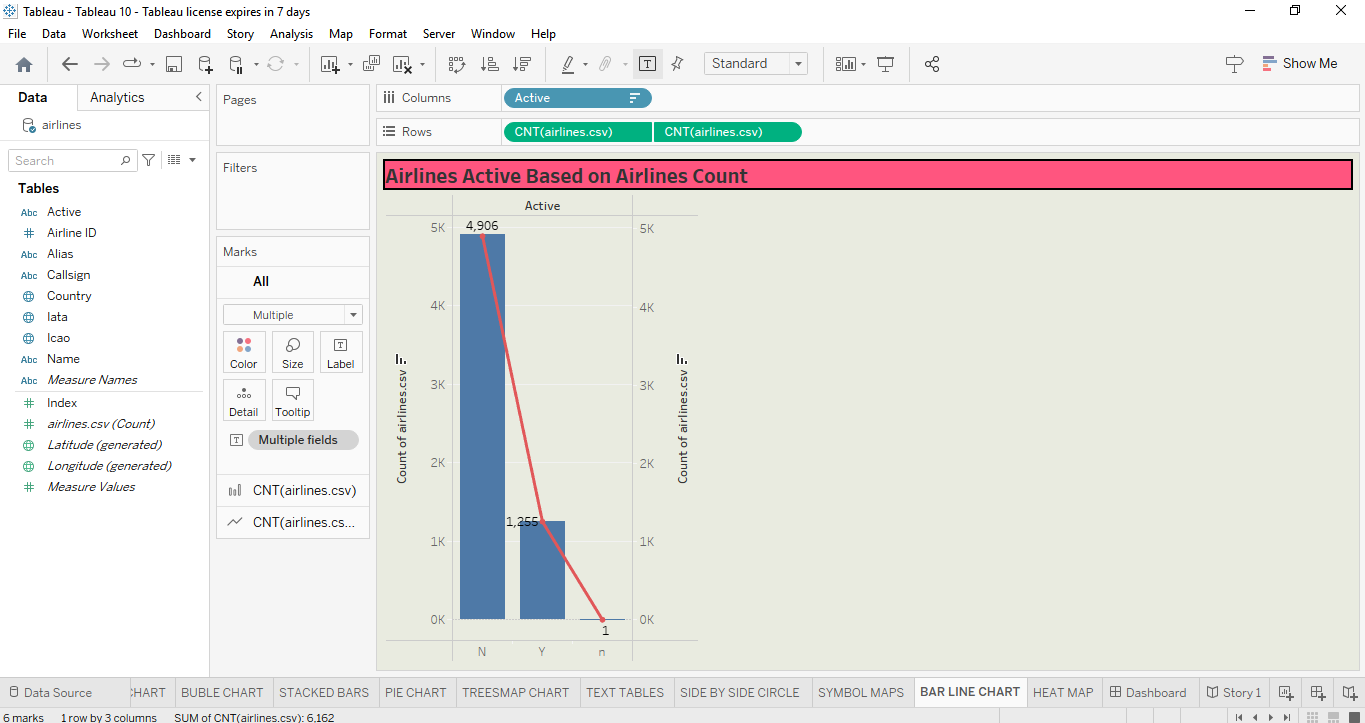 Tableau - Tableau 10 - Tableau license expires in 7 days
File Data Worksheet Dashboard Story Analysis Map Format Server Window Help
Standard
Show Me
Data Analytics
airlines
Search
Tables
Abc Active
Airline ID
Abc Alias
Abc Callsign
Country
Iata
Icao
Abc Name
Abc Measure Names
Index
airlines.csv (Count)
Latitude (generated)
Longitude (generated)
Measure Values
Pages
Filters
Marks
All
Multiple
Color Size Label
Detail Tooltip
Multiple fields
CNT(airlines.csv)
CNT(airlines.cs...
Columns Active
Rows CNT(airlines.csv) CNT(airlines.csv)
Airlines Active Based on Airlines Count
Active
5K 4,906 5K
4K 4K
3K 3K
Count of airlines.csv
Count of airlines.csv
2K 2K
1,255
1K 1K
0K 0K
1
N Y n
Data Source CHART BUBLE CHART STACKED BARS PIE CHART TREESMAP CHART TEXT TABLES SIDE BY SIDE CIRCLE SYMBOL MAPS BAR LINE CHART HEAT MAP Dashboard Story 1
6 marks 1 row by 3 columns SUM of CNT(airlines.csv): 6,162